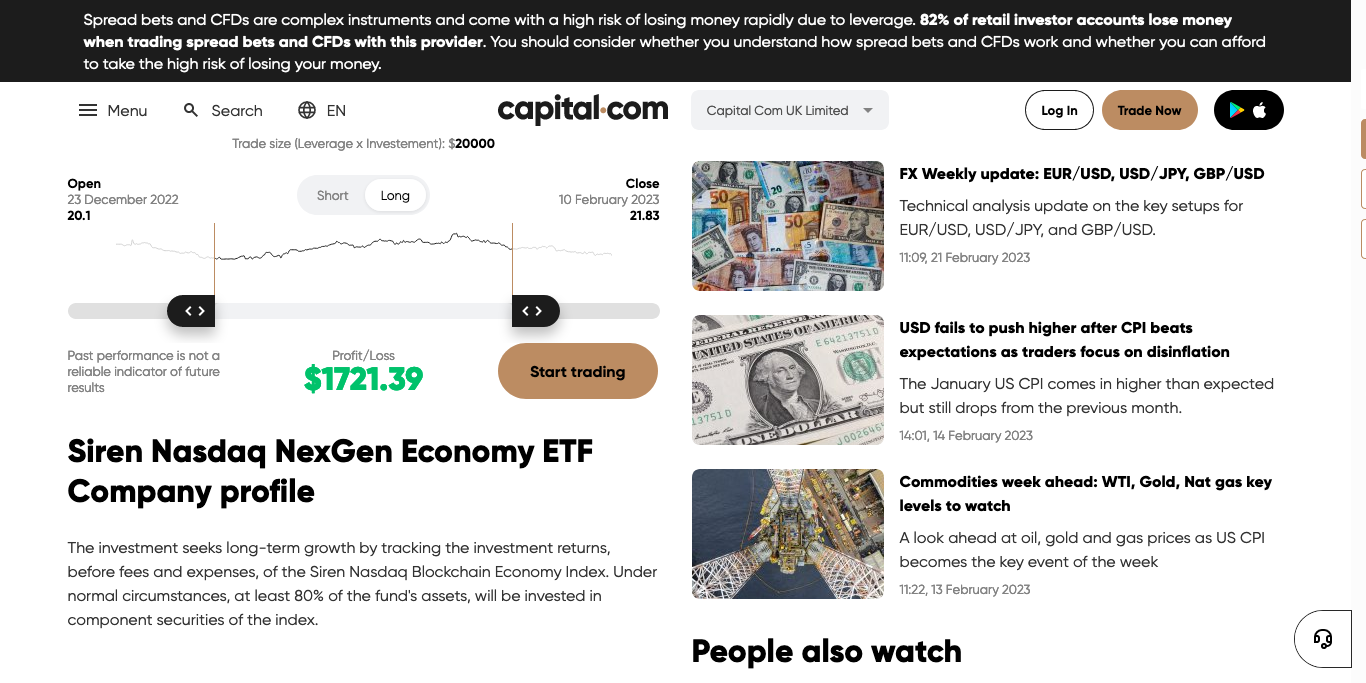 Spread bets and CFDs are complex instruments and come with a high risk of losing money rapidly due to leverage. 82% of retail investor accounts lose money
when trading spread bets and CFDs with this provider. You should consider whether you understand how spread bets and CFDs work and whether you can afford
to take the high risk of losing your money.
Menu
Search
EN
capital.com
Capital Com UK Limited
Log In
Trade Now
Trade size (Leverage x Investement): $20000
Open
23 December 2022
20.1
Short
Long
Close
10 February 2023
21.83
Past performance is not a
reliable indicator of future
results
Profit/Loss
$1721.39
Start trading
Siren Nasdaq NexGen Economy ETF
Company profile
The investment seeks long-term growth by tracking the investment returns,
before fees and expenses, of the Siren Nasdaq Blockchain Economy Index. Under
normal circumstances, at least 80% of the fund's assets, will be invested in
component securities of the index.
FX Weekly update: EUR/USD, USD/JPY, GBP/USD
Technical analysis update on the key setups for
EUR/USD, USD/JPY, and GBP/USD.
11:09, 21 February 2023
UNITED STATES OF AMERICA
E 64213751 D
13751 D
ONE DOLLAR
USD fails to push higher after CPI beats
expectations as traders focus on disinflation
The January US CPI comes in higher than expected
but still drops from the previous month.
14:01, 14 February 2023
Commodities week ahead: WTI, Gold, Nat gas key
levels to watch
A look ahead at oil, gold and gas prices as US CPI
becomes the key event of the week
11:22, 13 February 2023
People also watch